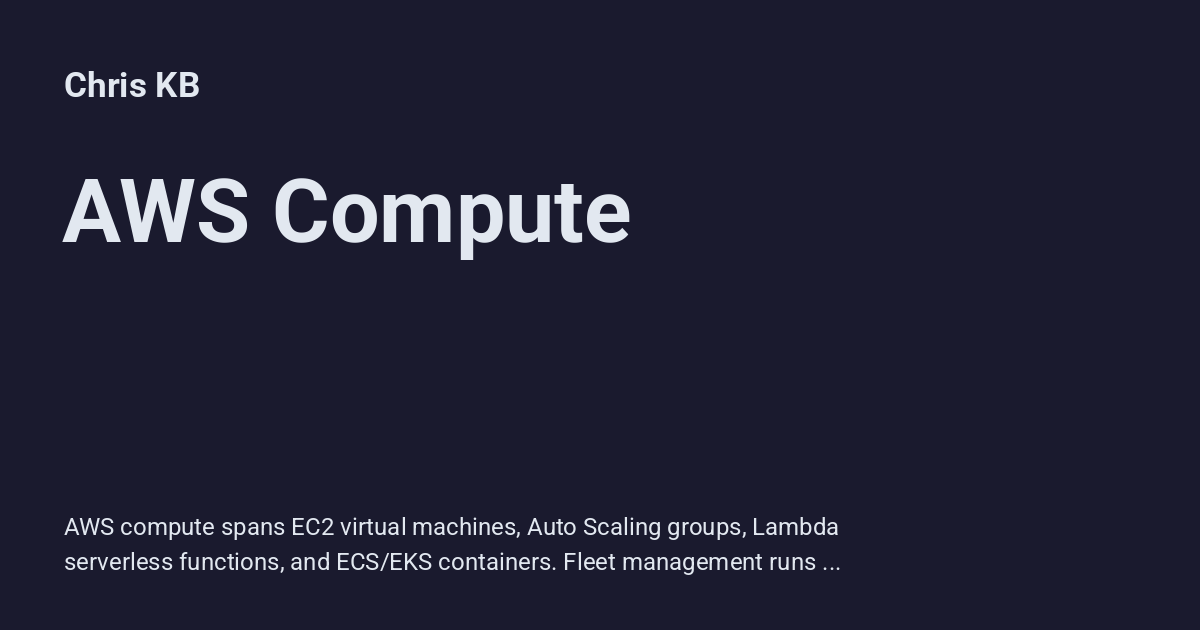 Chris KB
AWS Compute
AWS compute spans EC2 virtual machines, Auto Scaling groups, Lambda
serverless functions, and ECS/EKS containers. Fleet management runs ...